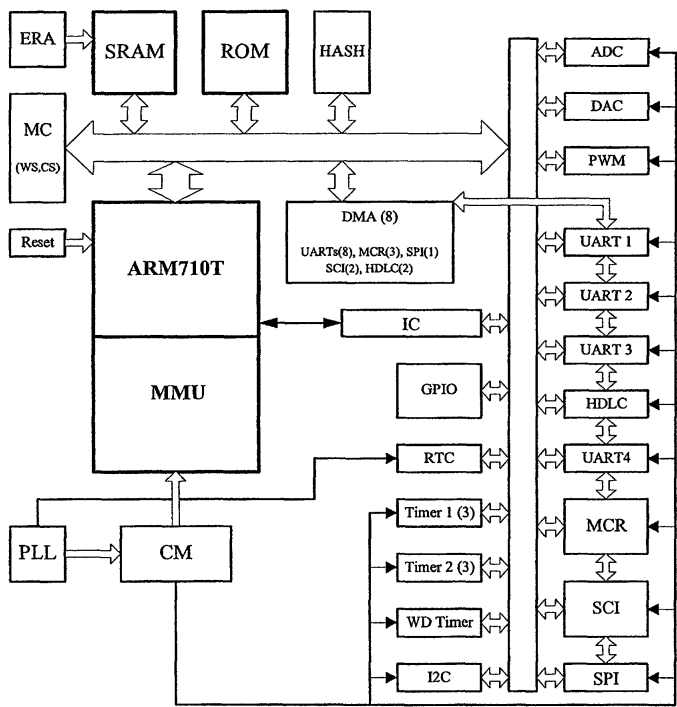 ERA
SRAM
ROM
HASH
ADC
MC
(WS,CS)
DAC
PWM
DMA (8)
UARTs(8), MCR(3), SPI(1)
SCI(2), HDLC(2)
Reset
ARM710T
UART 1
UART 2
IC
UART 3
MMU
GPIO
HDLC
RTC
UART4
Timer 1 (3)
MCR
PLL
CM
Timer 2 (3)
WD Timer
SCI
I2C
SPI